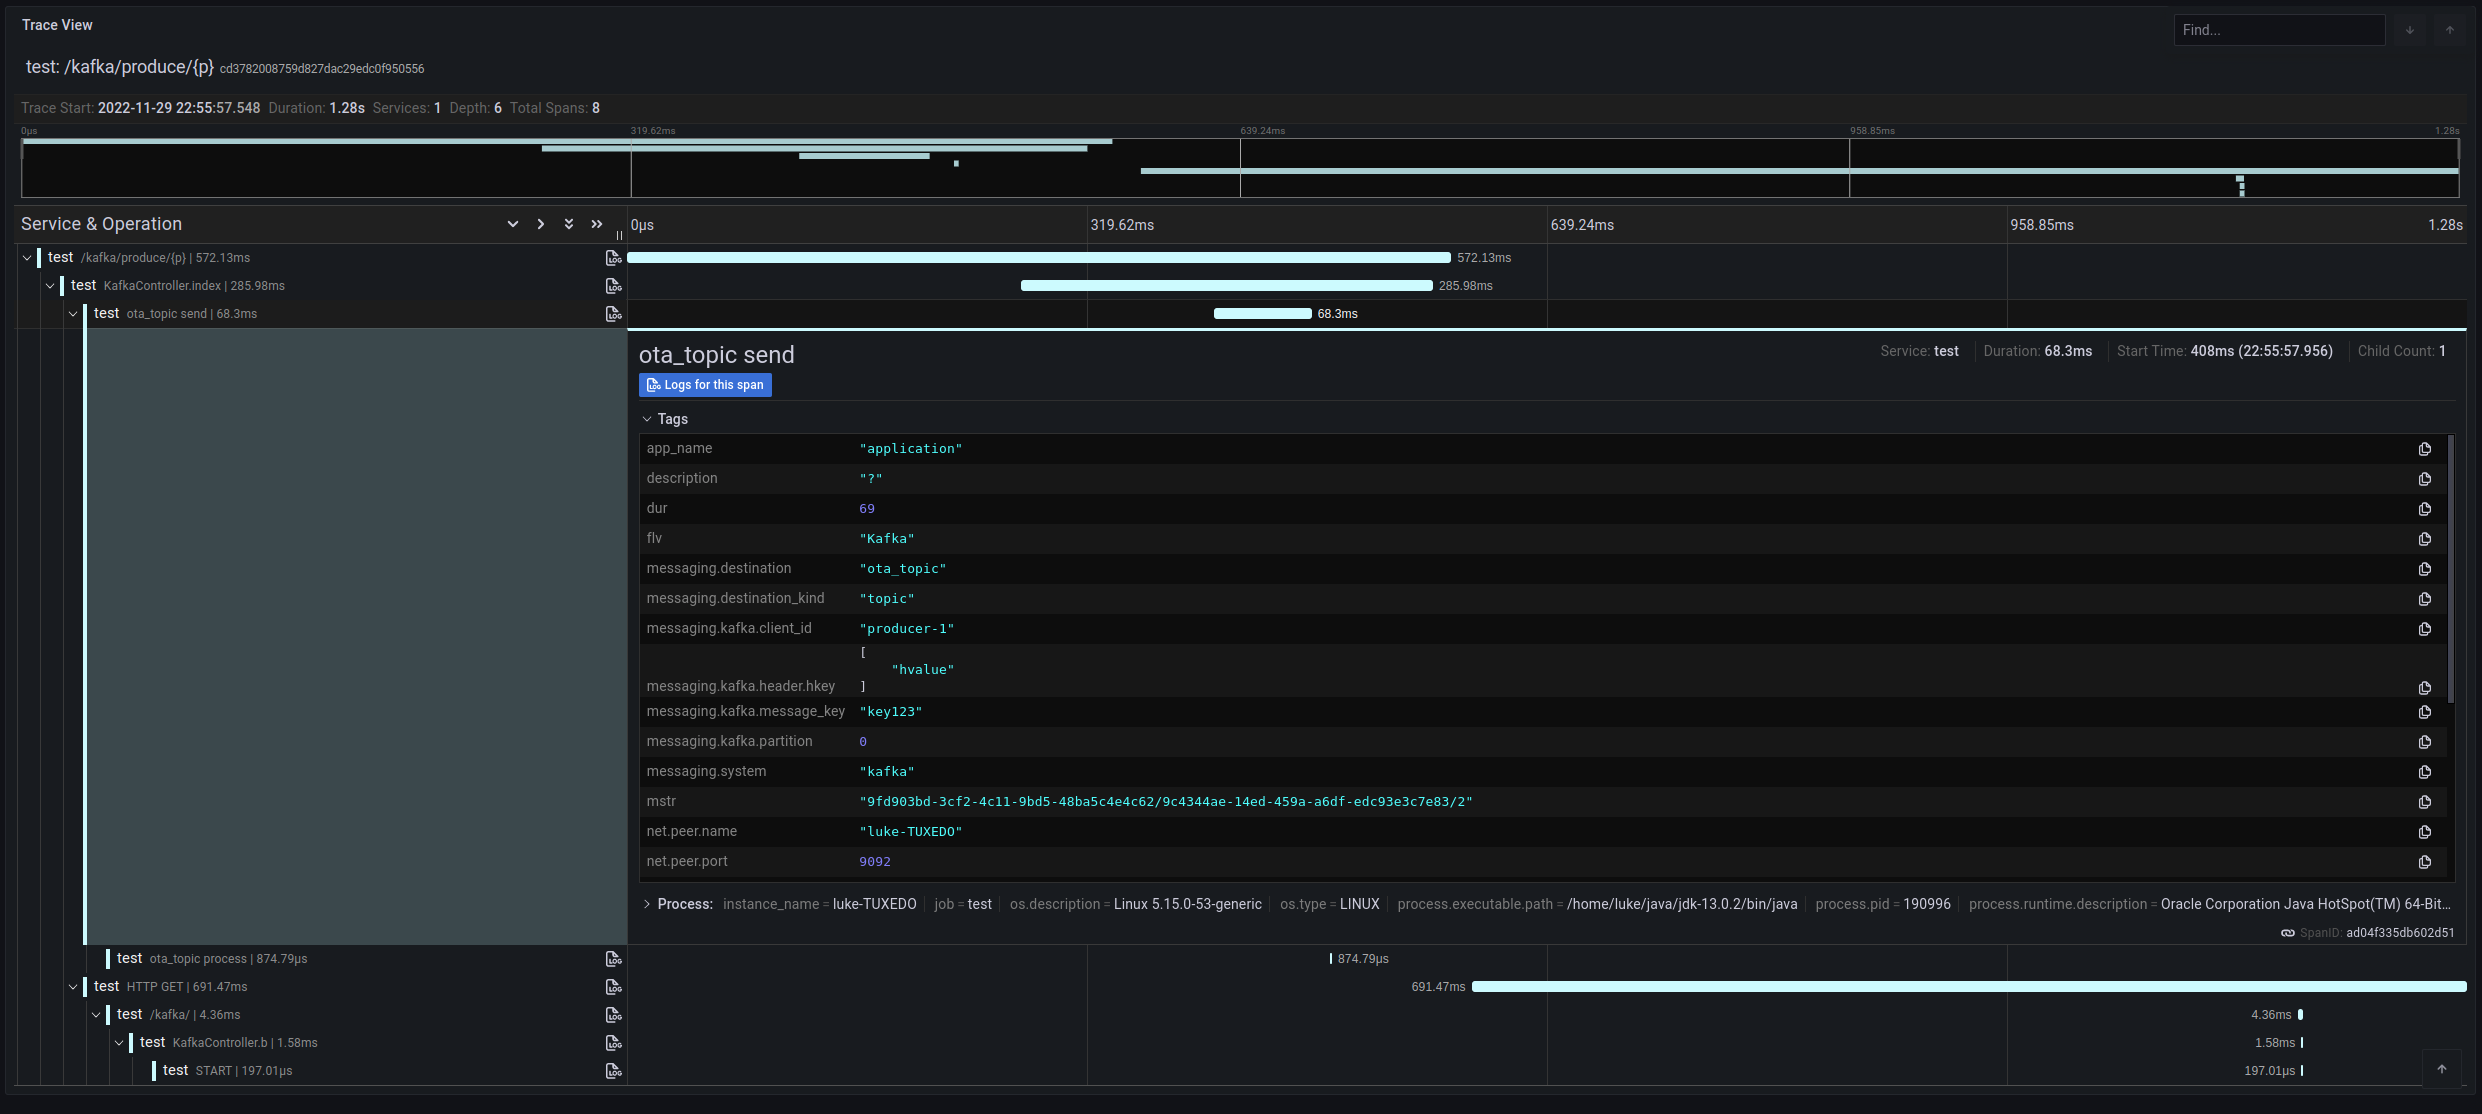 Trace View
Find...
test: /kafka/produce/{p} cd3782008759d827dac29edc0f950556
Trace Start: 2022-11-29 22:55:57.548 Duration: 1.28s Services: 1 Depth: 6 Total Spans: 8
0µs 319.62ms 639.24ms 958.85ms 1.28s
Service & Operation 0µs 319.62ms 639.24ms 958.85ms 1.28s
test /kafka/produce/{p} | 572.13ms 572.13ms
test KafkaController.index | 285.98ms 285.98ms
test ota_topic send | 68.3ms 68.3ms
ota_topic send Service: test Duration: 68.3ms Start Time: 408ms (22:55:57.956) Child Count: 1
Logs for this span
Tags
app_name "application"
description "?"
dur 69
flv "Kafka"
messaging.destination "ota_topic"
messaging.destination_kind "topic"
messaging.kafka.client_id "producer-1"
[
"hvalue"
messaging.kafka.header.hkey ]
messaging.kafka.message_key "key123"
messaging.kafka.partition 0
messaging.system "kafka"
mstr "9fd903bd-3cf2-4c11-9bd5-48ba5c4e4c62/9c4344ae-14ed-459a-a6df-edc93e3c7e83/2"
net.peer.name "luke-TUXEDO"
net.peer.port 9092
Process: instance_name = luke-TUXEDO job = test os.description = Linux 5.15.0-53-generic os.type = LINUX process.executable.path = /home/luke/java/jdk-13.0.2/bin/java process.pid = 190996 process.runtime.description = Oracle Corporation Java HotSpot(TM) 64-Bit...
SpanID: ad04f335db602d51
test ota_topic process | 874.79µs 874.79µs
test HTTP GET | 691.47ms 691.47ms
test /kafka/ | 4.36ms 4.36ms
test KafkaController.b | 1.58ms 1.58ms
test START | 197.01µs 197.01µs